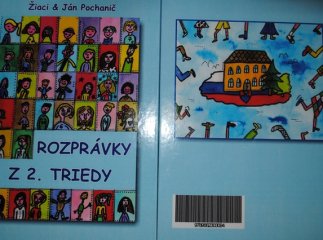 Žiaci & Ján Pochanič
ROZPRÁVKY
Z 2. TRIEDY